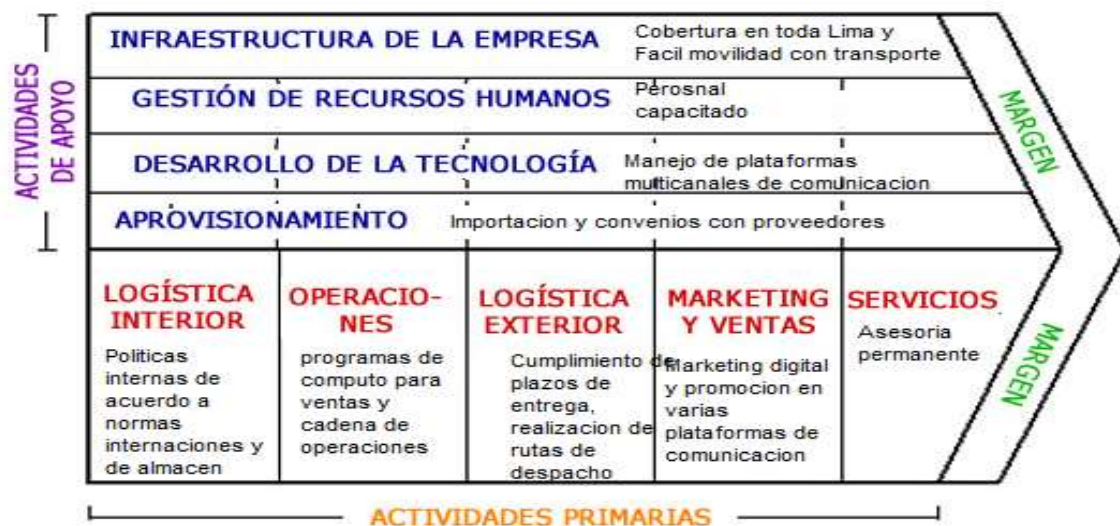 ACTIVIDADES
DE APOYO
INFRAESTRUCTURA DE LA EMPRESA
Cobertura en toda Lima y
Facil movilidad con transporte
GESTIÓN DE RECURSOS HUMANOS
Perosnal
capacitado
DESARROLLO DE LA TECNOLOGÍA
Manejo de plataformas
multicanales de comunicacion
APROVISIONAMIENTO
Importacion y convenios con proveedores
MARGEN
LOGÍSTICA
INTERIOR
Politicas
internas de
acuerdo a
normas
internaciones y
de almacen
OPERACIO-
NES
programas de
computo para
ventas y
cadena de
operaciones
LOGÍSTICA
EXTERIOR
Cumplimiento de
plazos de
entrega,
realizacion de
rutas de
despacho
MARKETING
Y VENTAS
Marketing digital
y promocion en
varias
plataformas de
comunicacion
SERVICIOS
Asesoria
permanente
MARGEN
ACTIVIDADES PRIMARIAS